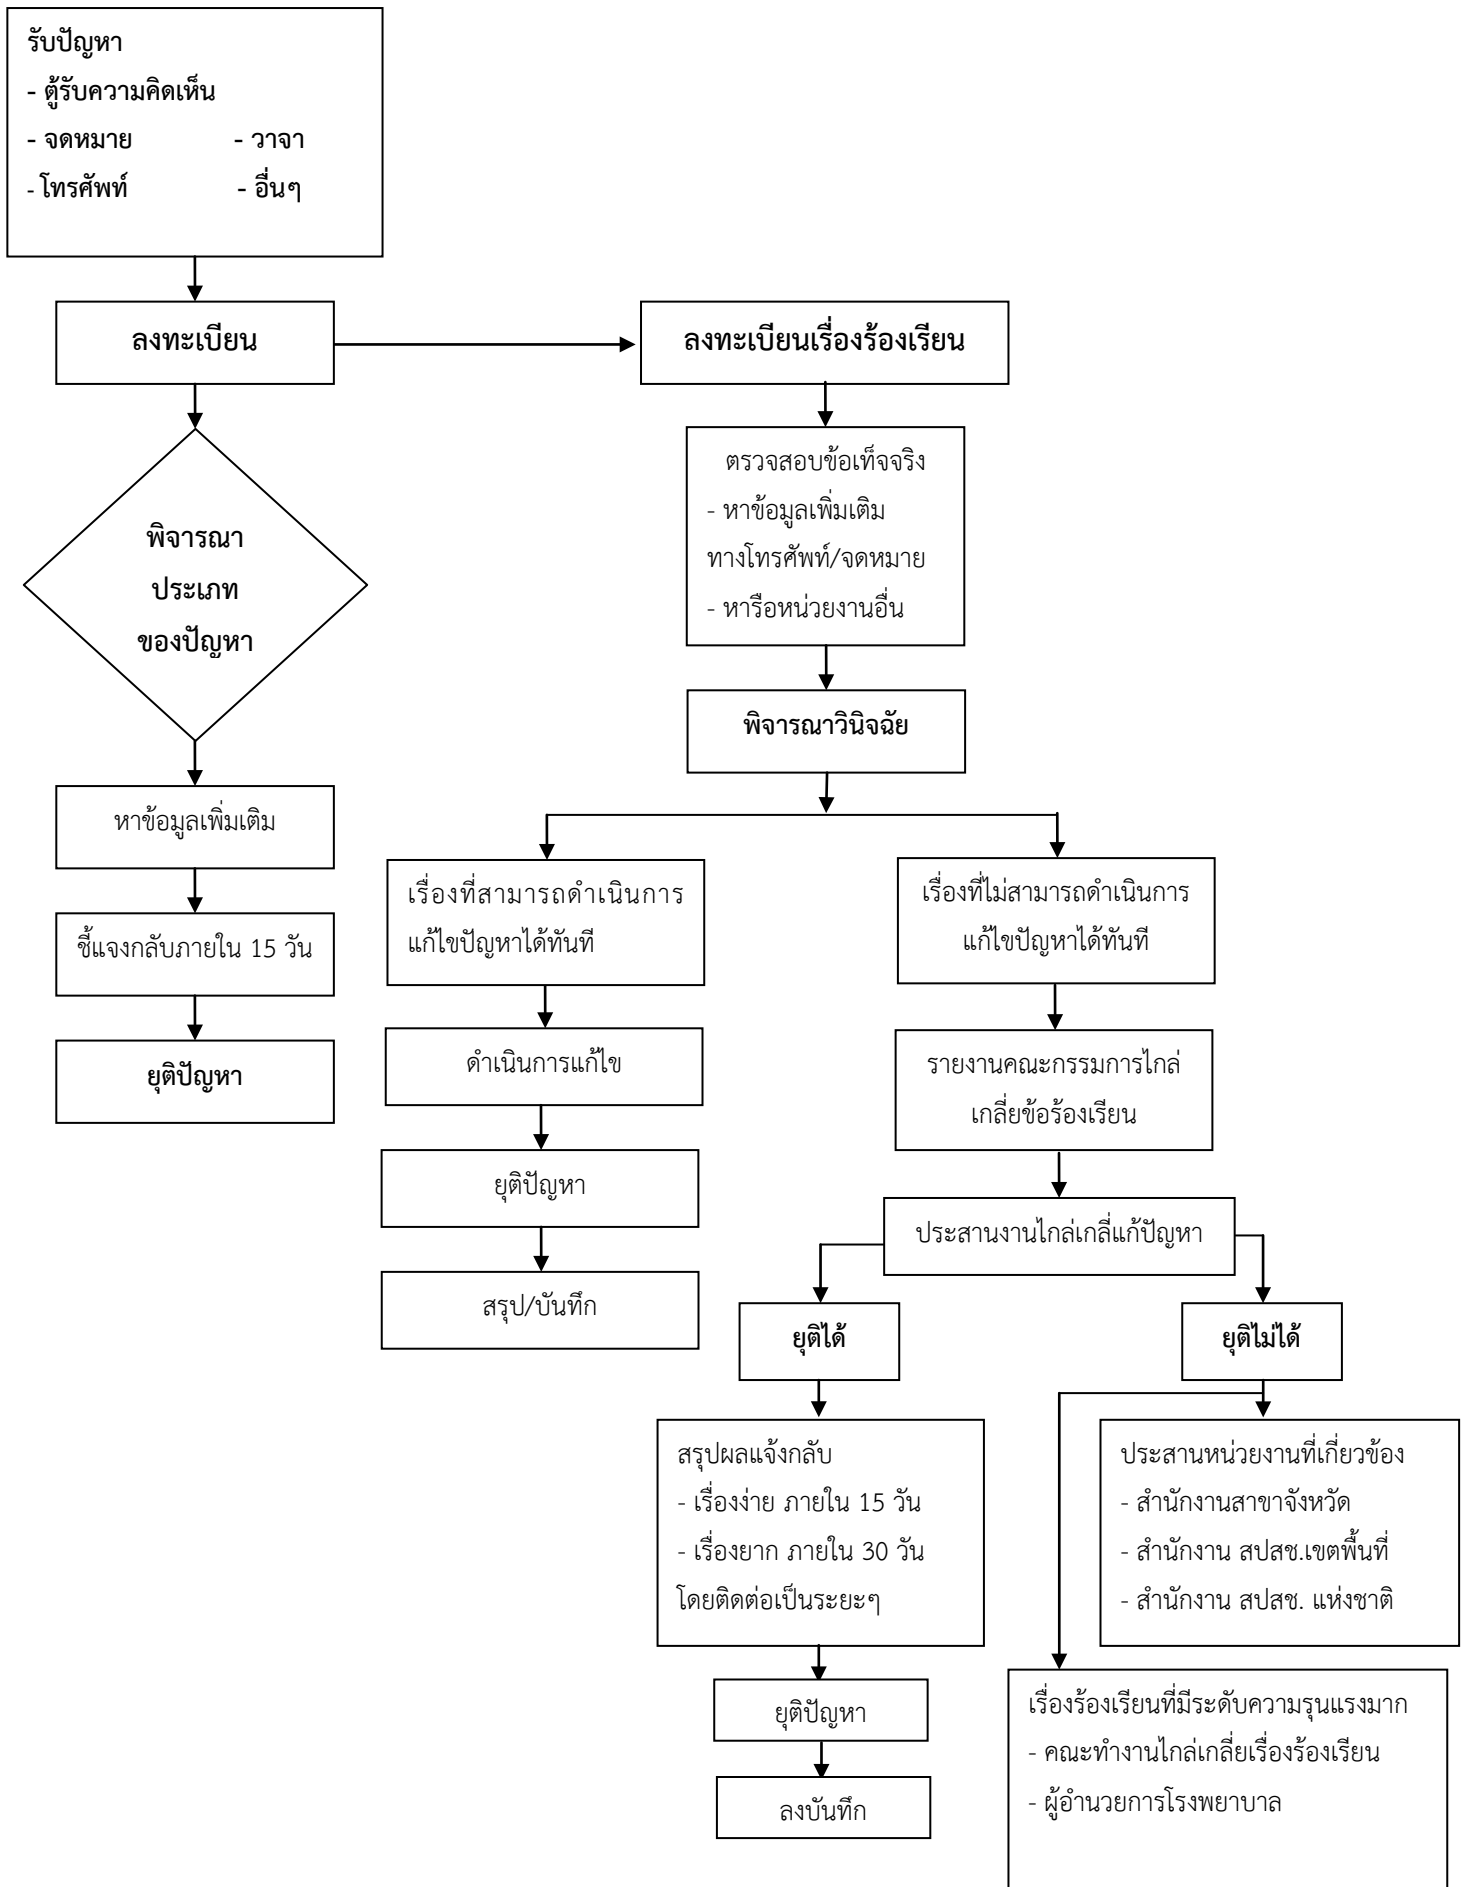 รับปัญหา
- ตู้รับความคิดเห็น
- จดหมาย - วาจา
- โทรศัพท์ - อื่นๆ
ลงทะเบียน
ลงทะเบียนเรื่องร้องเรียน
พิจารณา
ประเภท
ของปัญหา
หาข้อมูลเพิ่มเติม
ชี้แจงกลับภายใน 15 วัน
ยุติปัญหา
ตรวจสอบข้อเท็จจริง
- หาข้อมูลเพิ่มเติม
ทางโทรศัพท์/จดหมาย
- หารือหน่วยงานอื่น
พิจารณาวินิจฉัย
เรื่องที่สามารถดำเนินการ
แก้ไขปัญหาได้ทันที
ดำเนินการแก้ไข
ยุติปัญหา
สรุป/บันทึก
เรื่องที่ไม่สามารถดำเนินการ
แก้ไขปัญหาได้ทันที
รายงานคณะกรรมการไกล่
เกลี่ยข้อร้องเรียน
ประสานงานไกล่เกลี่แก้ปัญหา
ยุติได้
ยุติไม่ได้
สรุปผลแจ้งกลับ
- เรื่องง่าย ภายใน 15 วัน
- เรื่องยาก ภายใน 30 วัน
โดยติดต่อเป็นระยะๆ
ยุติปัญหา
ลงบันทึก
ประสานหน่วยงานที่เกี่ยวข้อง
- สำนักงานสาขาจังหวัด
- สำนักงาน สปสช.เขตพื้นที่
- สำนักงาน สปสช. แห่งชาติ
เรื่องร้องเรียนที่มีระดับความรุนแรงมาก
- คณะทำงานไกล่เกลี่ยเรื่องร้องเรียน
- ผู้อำนวยการโรงพยาบาล